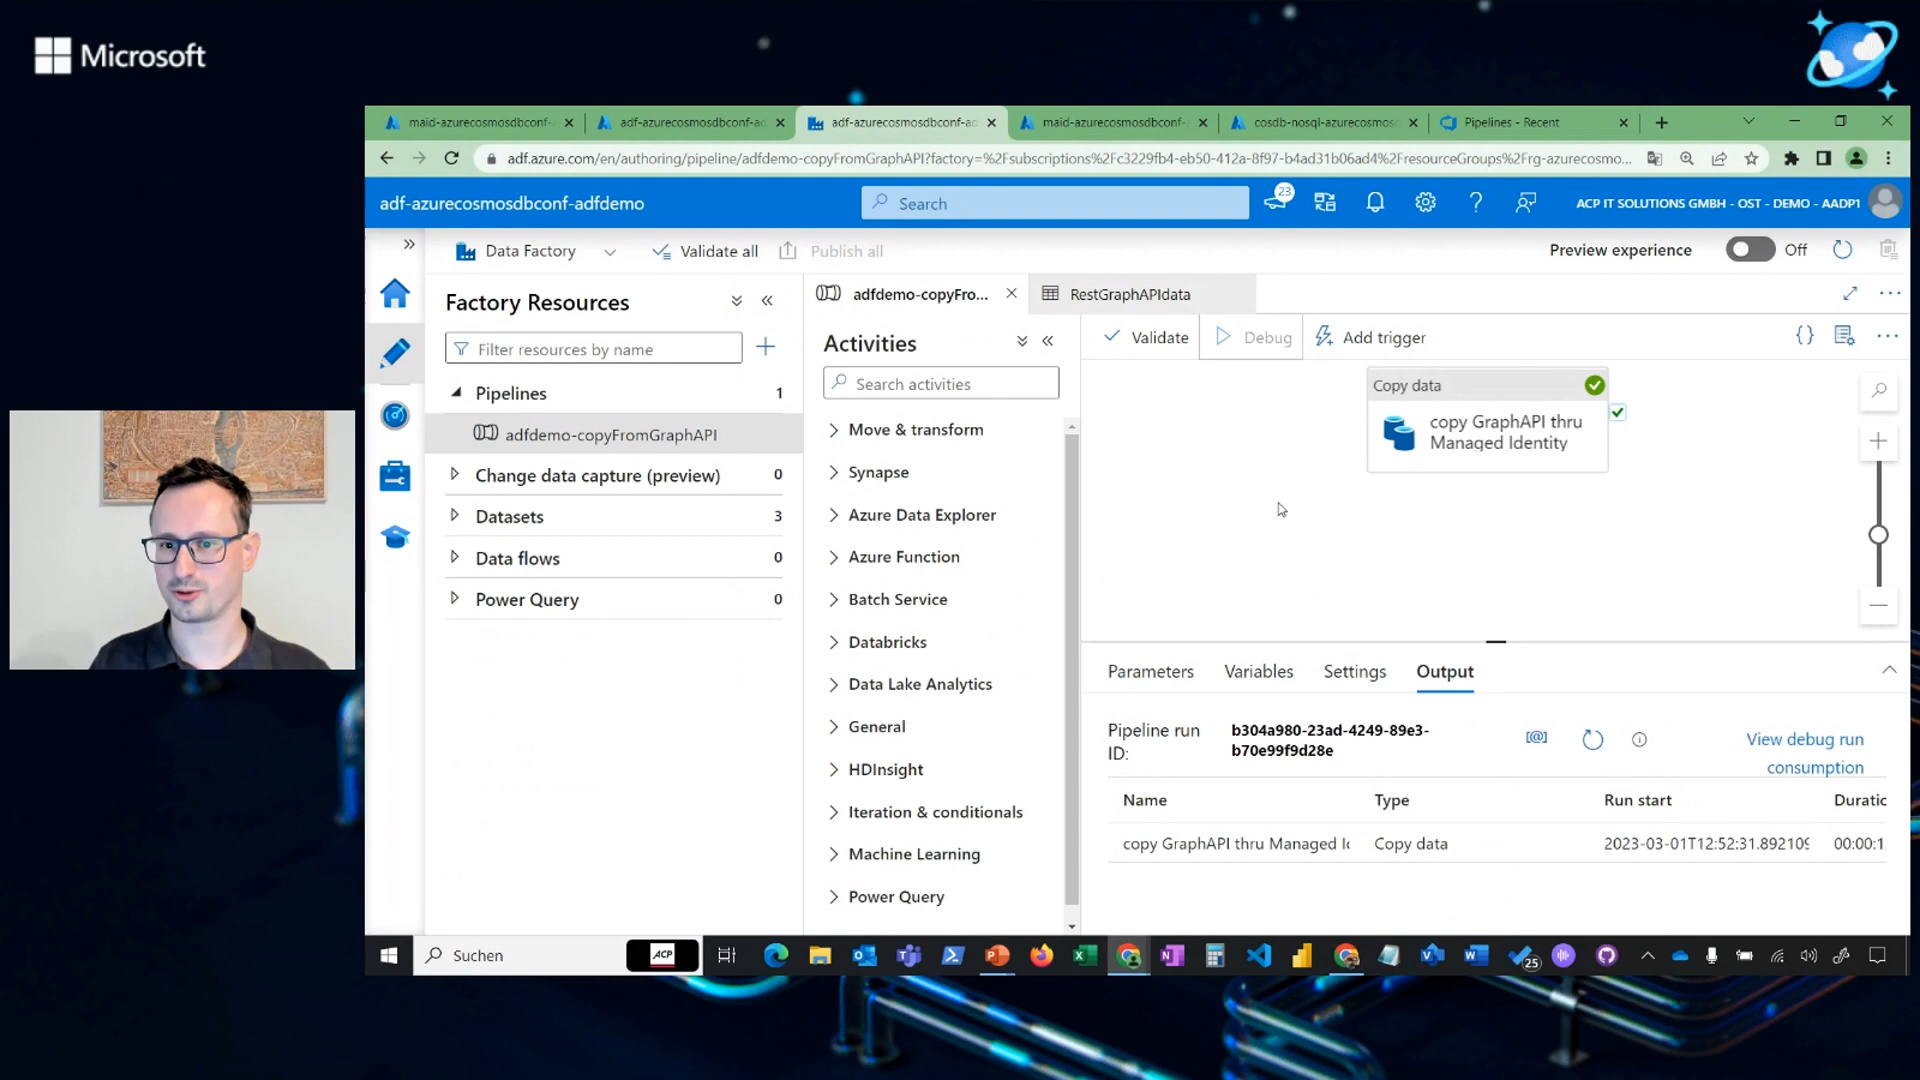 Microsoft
maid-azurecosmosdbconf-
adf-azurecosmosdbconf-ad
adf-azurecosmosdbconf-ad
maid-azurecosmosdbconf-
cosdb-nosql-azurecosmos
Pipelines - Recent
adf.azure.com/en/authoring/pipeline/adfdemo-copyFromGraphAPI?factory=%2Fsubscriptions%2Fc3229fb4-eb50-412a-8f97-b4ad31b06ad4%2FresourceGroups%2Frg-azurecosmo...
adf-azurecosmosdbconf-adfdemo
Search
23
ACP IT SOLUTIONS GMBH - OST - DEMO - AADP1
Data Factory
Validate all
Publish all
Preview experience
Off
Factory Resources
adfdemo-copyFro...
RestGraphAPIdata
Filter resources by name
Pipelines 1
adfdemo-copyFromGraphAPI
Change data capture (preview) 0
Datasets 3
Data flows 0
Power Query 0
Activities
Search activities
Move & transform
Synapse
Azure Data Explorer
Azure Function
Batch Service
Databricks
Data Lake Analytics
General
HDInsight
Iteration & conditionals
Machine Learning
Power Query
Validate
Debug
Add trigger
{}
Copy data
copy GraphAPI thru
Managed Identity
Parameters
Variables
Settings
Output
Pipeline run
ID:
b304a980-23ad-4249-89e3-
b70e99f9d28e
[@]
View debug run
consumption
Name Type Run start Duratic
copy GraphAPI thru Managed Ic Copy data 2023-03-01T12:52:31.892109 00:00:1
Suchen
ACP
25